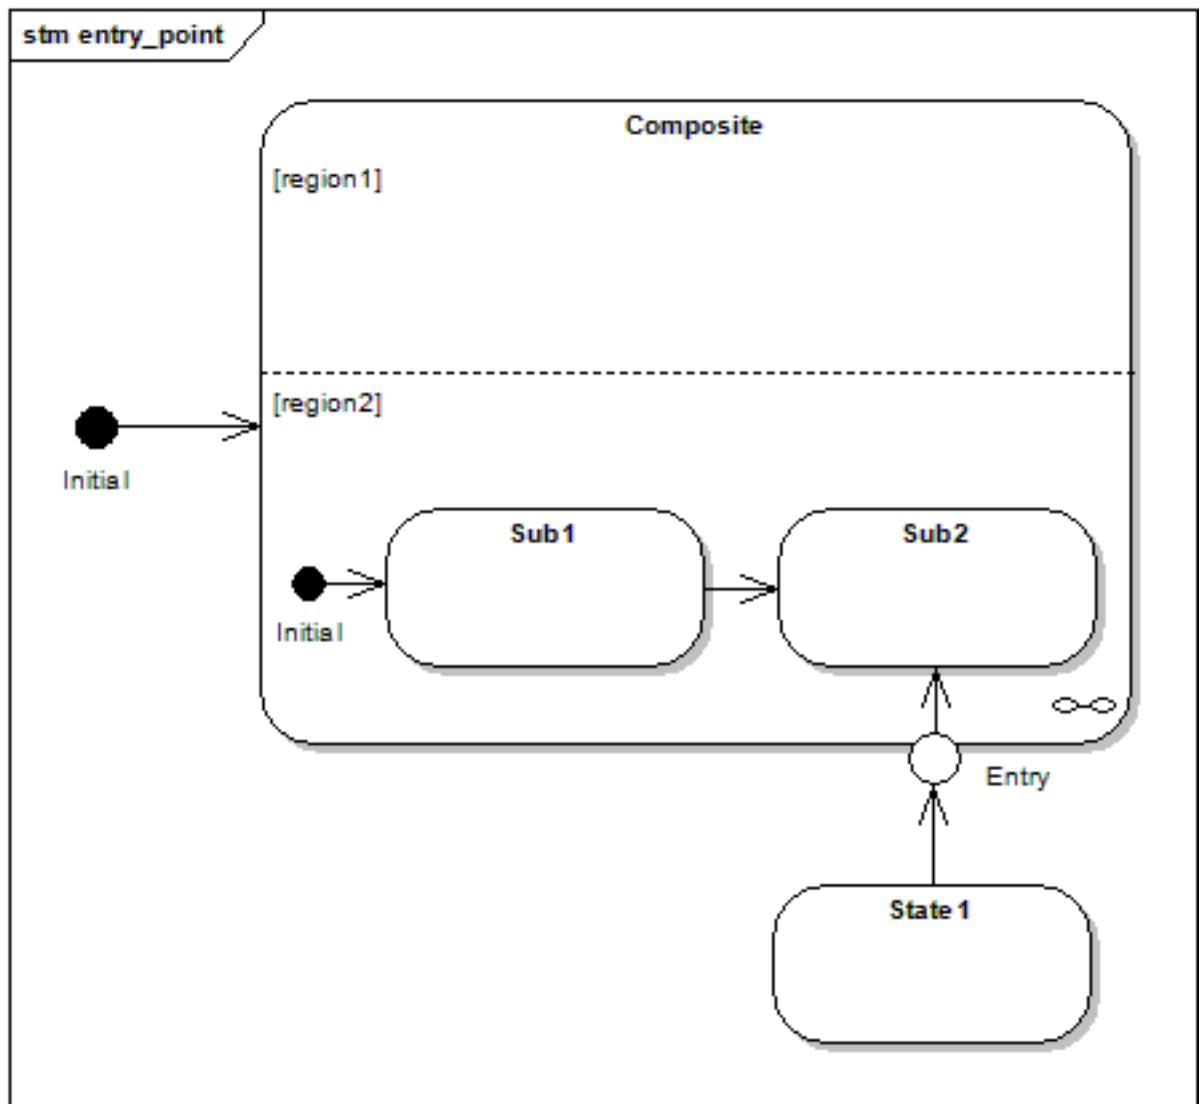 stm entry_point
Composite
[region1]
[region2]
Initial
Sub1
Sub2
Initial
Entry
State1